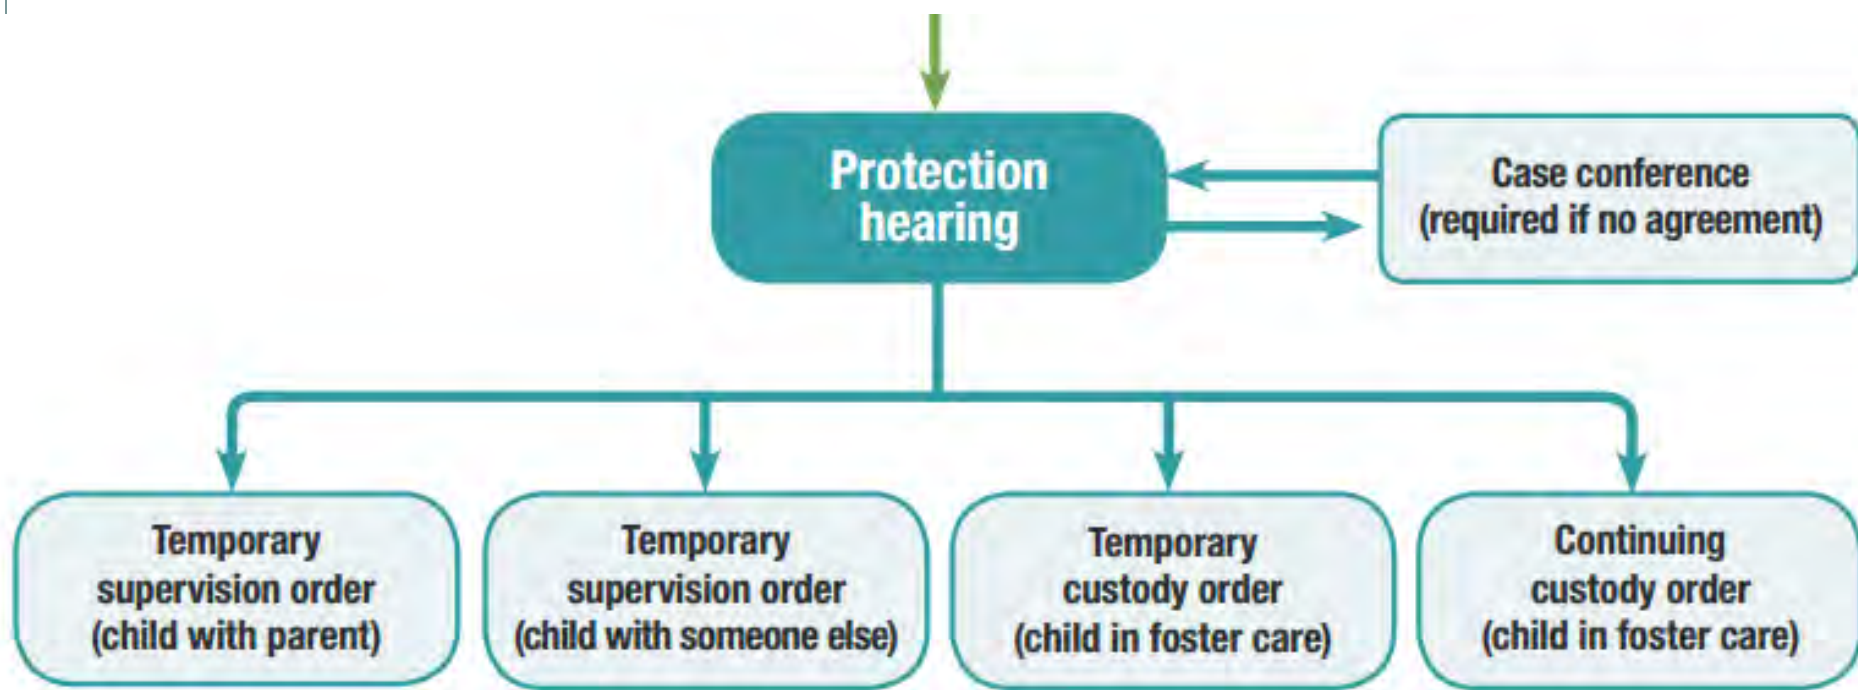 Protection
hearing
Case conference
(required if no agreement)
Temporary
supervision order
(child with parent)
Temporary
supervision order
(child with someone else)
Temporary
custody order
(child in foster care)
Continuing
custody order
(child in foster care)